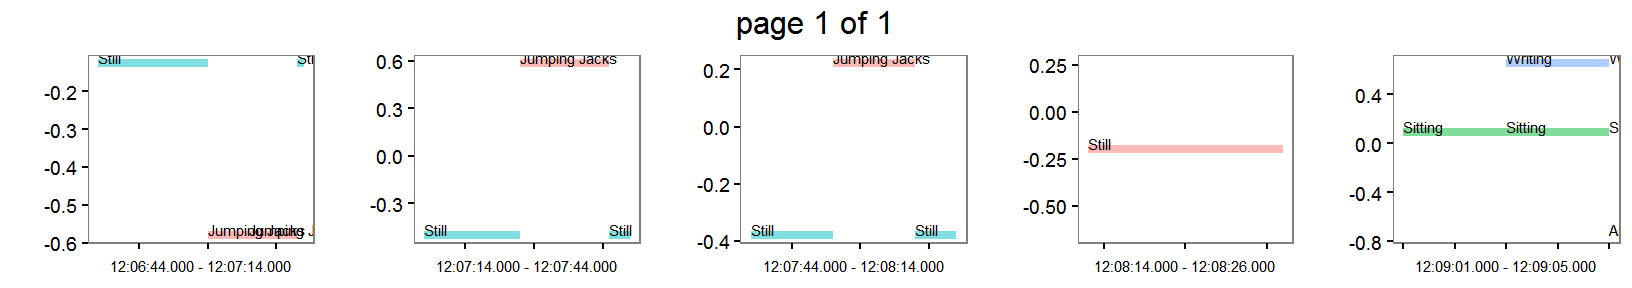 page 1 of 1
Still
Sti
-0.2
-0.3
-0.4
-0.5
-0.6
Jumping Jacks
Jumping Jacks
J
12:06:44.000 - 12:07:14.000
0.6
0.3
0.0
-0.3
Jumping Jacks
Still
Still
12:07:14.000 - 12:07:44.000
0.2
0.0
-0.2
-0.4
Jumping Jacks
Still
Still
12:07:44.000 - 12:08:14.000
0.25
0.00
-0.25
-0.50
Still
12:08:14.000 - 12:08:26.000
0.4
0.0
-0.4
-0.8
Writing
W
Sitting
Sitting
S
A
12:09:01.000 - 12:09:05.000